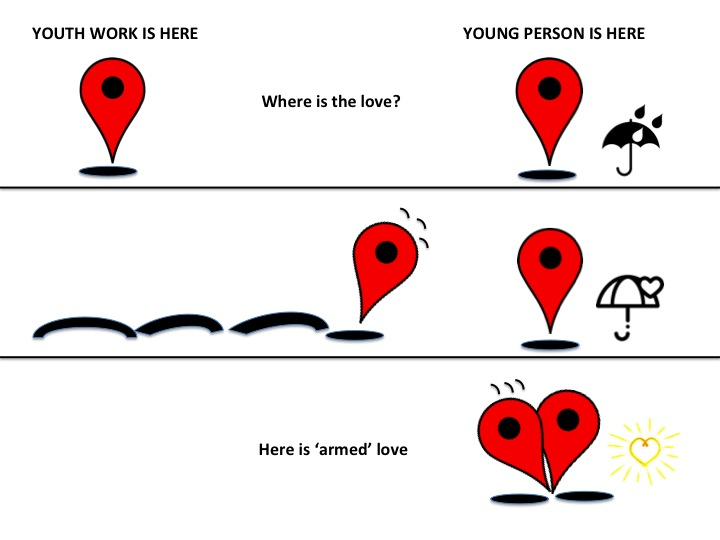 YOUTH WORK IS HERE
YOUNG PERSON IS HERE
Where is the love?
Here is ‘armed’ love